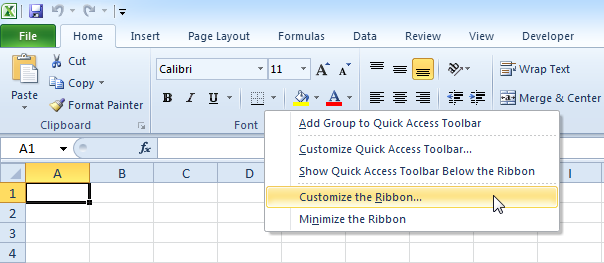 File Home Insert Page Layout Formulas Data Review View Developer
Cut
Copy
Format Painter
Paste
Clipboard
Calibri 11
B I U A
Font
Wrap Text
Merge & Center
Add Group to Quick Access Toolbar
Customize Quick Access Toolbar...
Show Quick Access Toolbar Below the Ribbon
Customize the Ribbon...
Minimize the Ribbon
A1 fx
A B C D I
1
2
3
4